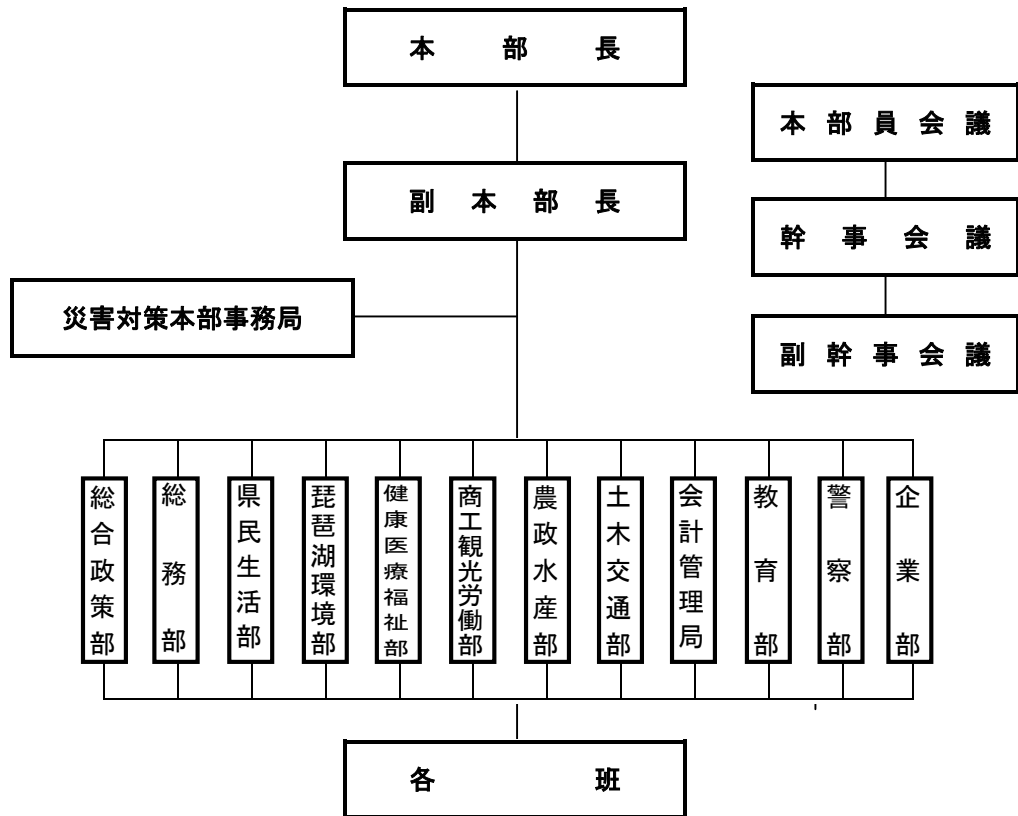 本部長
本部員会議
副本部長
幹事会議
災害対策本部事務局
副幹事会議
総合政策部
総務部
県民生活部
琵琶湖環境部
健康医療福祉部
商工観光労働部
農政水産部
土木交通部
会計管理局
教育部
警察部
企業部
各班